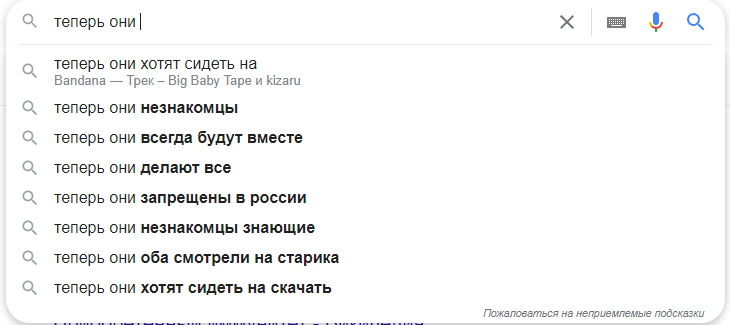 теперь они
теперь они хотят сидеть на
Bandana — Трек – Big Baby Tape и kizaru
теперь они незнакомцы
теперь они всегда будут вместе
теперь они делают все
теперь они запрещены в россии
теперь они незнакомцы знающие
теперь они оба смотрели на старика
теперь они хотят сидеть на скачать
Пожаловаться на неприемлемые подсказки